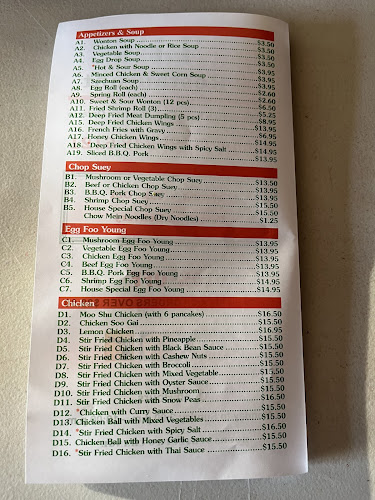 Appetizers & Soup
A1. Wonton Soup $3.50
A2. Chicken with Noodle or Rice Soup $3.50
A3. Vegetable Soup $3.50
A4. Egg Drop Soup $3.50
A5. *Hot & Sour Soup
A6. Minced Chicken & Sweet Corn Soup $3.95
A7. *Szechuan Soup
A8. Egg Roll (each) $2.60
A9. Spring Roll (each) $2.60
A10. Sweet & Sour Wonton (12 pcs)
A11. Fried Shrimp Roll (3) $6.50
A12. Deep Fried Meat Dumpling (5 pcs)
A15. Deep Fried Chicken Wings
A16. French Fries with Gravy
A17. Honey Chicken Wings
A18. *Deep Fried Chicken Wings with Spicy Salt $14.95
A19. Sliced B.B.Q. Pork $13.95
Chop Suey
B1. Mushroom or Vegetable Chop Suey $13.50
B2. Beef or Chicken Chop Suey $13.50
B3. B.B.Q. Pork Chop Suey $13.50
B4. Shrimp Chop Suey $15.50
B5. House Special Chop Suey $15.50
Chow Mein Noodles (Dry Noodles) $1.25
Egg Foo Young
C1. Mushroom Egg Foo Young $13.95
C2. Vegetable Egg Foo Young $13.95
C3. Chicken Egg Foo Young $13.95
C4. Beef Egg Foo Young $13.95
C5. B.B.Q. Pork Egg Foo Young $13.95
C6. Shrimp Egg Foo Young $14.95
C7. House Special Egg Foo Young $14.95
Chicken
D1. Moo Shu Chicken (with 6 pancakes) $16.50
D2. Chicken Soo Gai $15.50
D3. Lemon Chicken $16.95
D4. Stir Fried Chicken with Pineapple $15.50
D5. Stir Fried Chicken with Black Bean Sauce $15.50
D6. Stir Fried Chicken with Cashew Nuts $15.50
D7. Stir Fried Chicken with Broccoli $15.50
D8. Stir Fried Chicken with Mixed Vegetable $15.50
D9. Stir Fried Chicken with Oyster Sauce $15.50
D10. Stir Fried Chicken with Mushroom $15.50
D11. Stir Fried Chicken with Snow Peas $16.50
D12. *Chicken with Curry Sauce $15.50
D13. Chicken Ball with Mixed Vegetables $15.50
D14. *Stir Fried Chicken with Spicy Salt $16.95
D15. Chicken Ball with Honey Garlic Sauce $15.50
D16. *Stir Fried Chicken with Thai Sauce $15.50